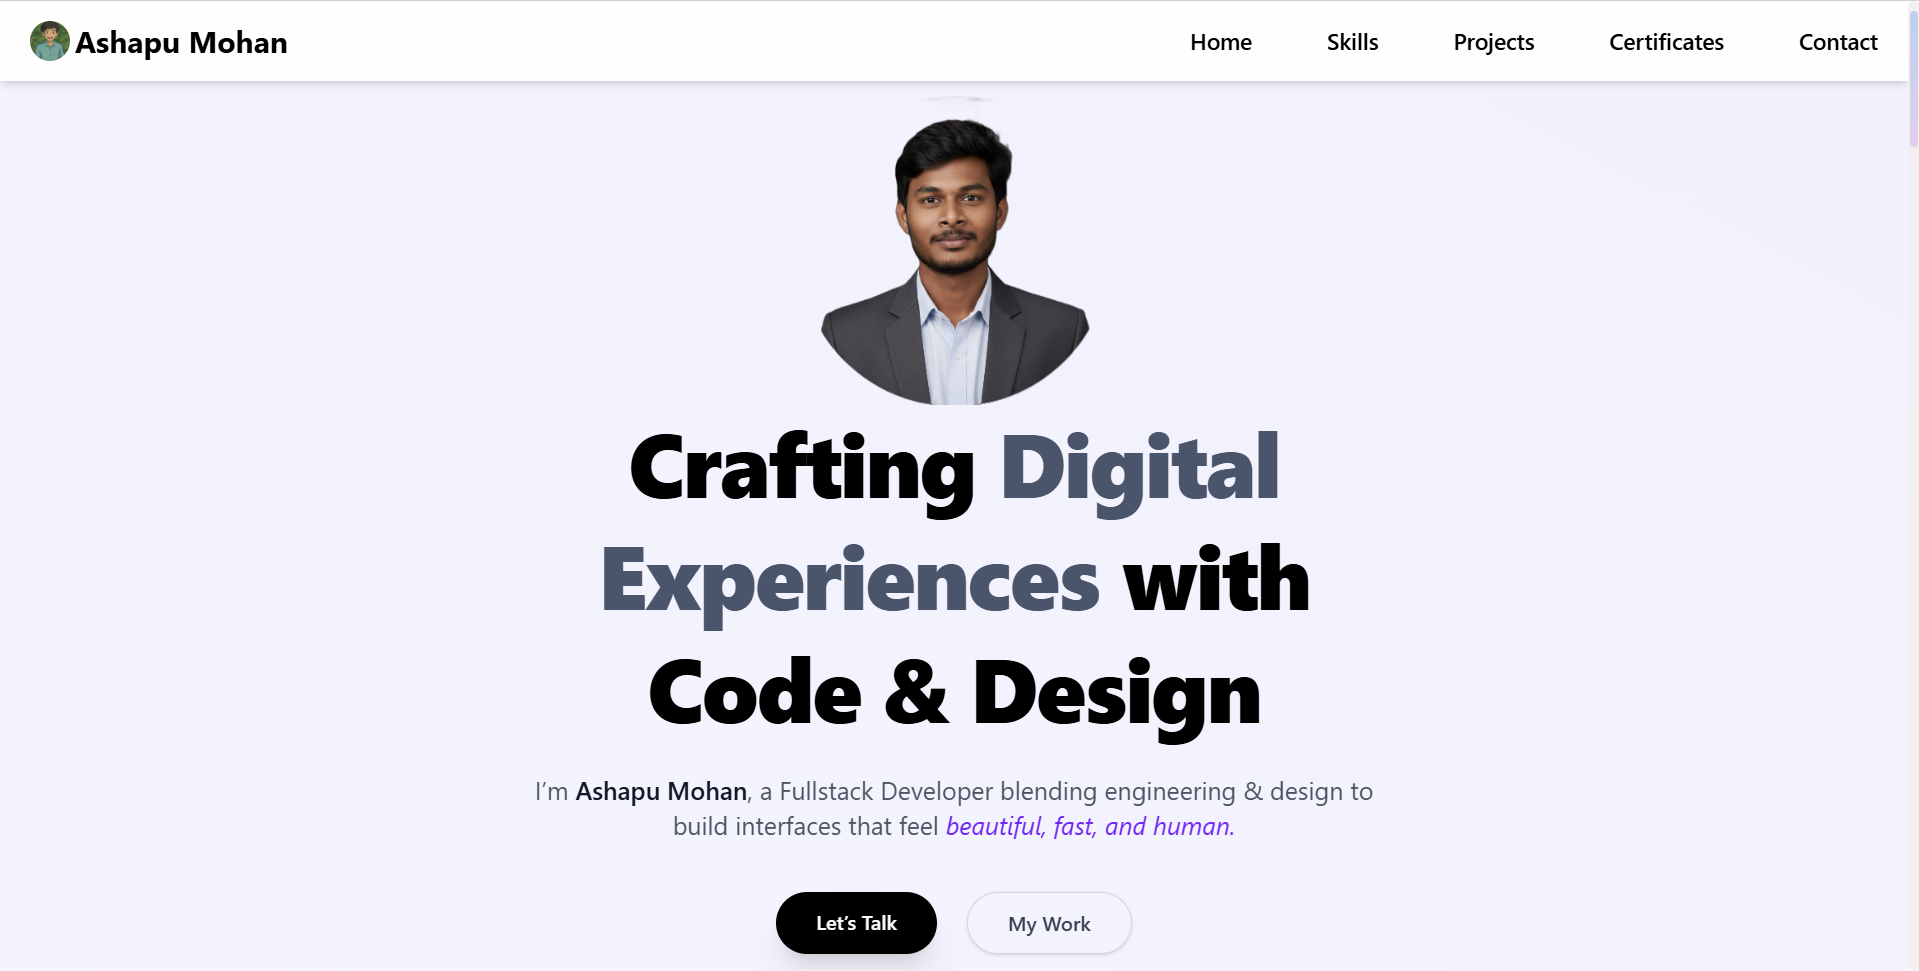 Ashapu Mohan
Home Skills Projects Certificates Contact
Crafting Digital
Experiences with
Code & Design
I’m Ashapu Mohan, a Fullstack Developer blending engineering & design to
build interfaces that feel beautiful, fast, and human.
Let’s Talk
My Work